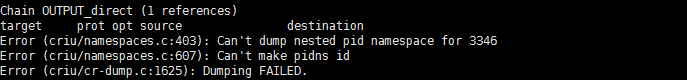 Chain OUTPUT_direct (1 references)
target     prot opt source               destination
Error (criu/namespaces.c:403): Can't dump nested pid namespace for 3346
Error (criu/namespaces.c:607): Can't make pidns id
Error (criu/cr-dump.c:1625): Dumping FAILED.